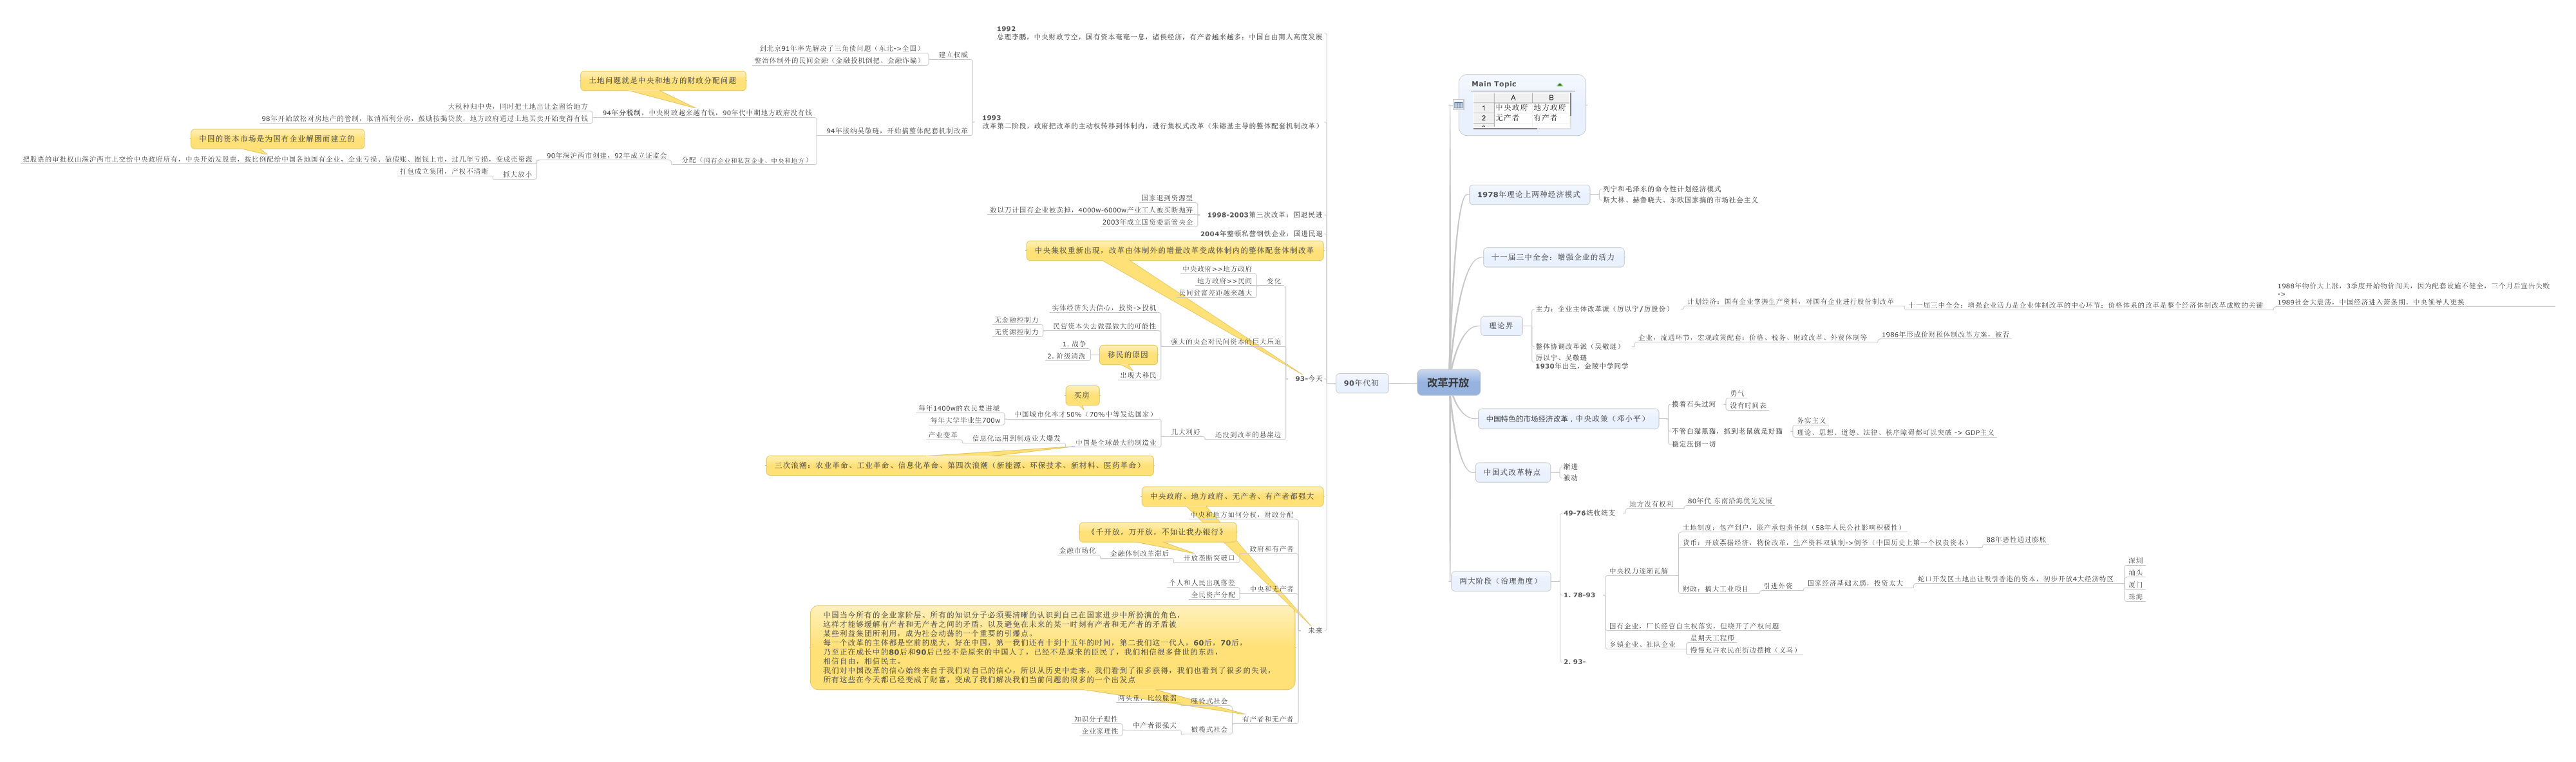 改革开放
Main Topic
A B
1 中央政府 地方政府
2 无产者 有产者
1978年理论上两种经济模式
列宁和毛泽东的命令性计划经济模式
斯大林、赫鲁晓夫、东欧国家搞的市场社会主义
十一届三中全会：增强企业的活力
理论界
主力：企业主体改革派（厉以宁/厉股份）
计划经济：国有企业掌握生产资料，对国有企业进行股份制改革
十一届三中全会：增强企业活力是企业体制改革的中心环节；价格体系的改革是整个经济体制改革成败的关键
1988年物价大上涨，3季度开始物价闯关，因为配套设施不健全，三个月后宣告失败
->
1989社会大震荡，中国经济进入萧条期，中央领导人更换
整体协调改革派（吴敬琏）
企业，流通环节，宏观政策配套：价格、税务、财政改革、外贸体制等
1986年形成价财税体制改革方案，被否
厉以宁、吴敬琏
1930年出生，金陵中学同学
中国特色的市场经济改革，中央政策（邓小平）
摸着石头过河
勇气
没有时间表
不管白猫黑猫，抓到老鼠就是好猫
务实主义
理论、思想、道德、法律、秩序障碍都可以突破 -> GDP主义
稳定压倒一切
中国式改革特点
渐进
被动
两大阶段（治理角度）
49-76统收统支
地方没有权利
80年代 东南沿海优先发展
1. 78-93
中央权力逐渐瓦解
土地制度：包产到户，联产承包责任制（58年人民公社影响积极性）
货币：开放票据经济，物价改革，生产资料双轨制->倒爷（中国历史上第一个权贵资本）
88年恶性通过膨胀
财政：搞大工业项目
引进外资
国家经济基础太弱，投资太大
蛇口开发区土地出让吸引香港的资本，初步开放4大经济特区
深圳
汕头
厦门
珠海
国有企业，厂长经营自主权落实，但绕开了产权问题
乡镇企业、社队企业
星期天工程师
慢慢允许农民在街边摆摊（义乌）
2. 93-
90年代初
1992
总理李鹏，中央财政亏空，国有资本奄奄一息，诸侯经济，有产者越来越多；中国自由商人高度发展
1993
改革第二阶段，政府把改革的主动权转移到体制内，进行集权式改革（朱镕基主导的整体配套机制改革）
建立权威
到北京91年率先解决了三角债问题（东北->全国）
整治体制外的民间金融（金融投机倒把、金融诈骗）
94年接纳吴敬琏，开始搞整体配套机制改革
土地问题就是中央和地方的财政分配问题
94年分税制，中央财政越来越有钱，90年代中期地方政府没有钱
大税种归中央，同时把土地出让金留给地方
98年开始放松对房地产的管制，取消福利分房，鼓励按揭贷款，地方政府通过土地买卖开始变得有钱
分配（国有企业和私营企业、中央和地方）
中国的资本市场是为国有企业解困而建立的
90年深沪两市创建，92年成立证监会
把股票的审批权由深沪两市上交给中央政府所有，中央开始发股票，按比例配给中国各地国有企业，企业亏损、做假账、圈钱上市，过几年亏损，变成壳资源
抓大放小
打包成立集团，产权不清晰
1998-2003第三次改革：国退民进
国家退到资源型
数以万计国有企业被卖掉，4000w-6000w产业工人被买断抛弃
2003年成立国资委监管央企
2004年整顿私营钢铁企业：国进民退
中央集权重新出现，改革由体制外的增量改革变成体制内的整体配套体制改革
93-今天
变化
中央政府>>地方政府
地方政府>>民间
民间贫富差距越来越大
强大的央企对民间资本的巨大压迫
实体经济失去信心，投资->投机
民营资本失去做强做大的可能性
无金融控制力
无资源控制力
出现大移民
移民的原因
1. 战争
2. 阶级清洗
还没到改革的悬崖边
几大利好
买房
中国城市化率才50%（70%中等发达国家）
每年1400w的农民要进城
每年大学毕业生700w
中国是全球最大的制造业
信息化运用到制造业大爆发
产业变革
三次浪潮：农业革命、工业革命、信息化革命、第四次浪潮（新能源、环保技术、新材料、医药革命）
未来
中央政府、地方政府、无产者、有产者都强大
中央和地方如何分权，财政分配
《千开放，万开放，不如让我办银行》
政府和有产者
开放垄断突破口
金融体制改革滞后
金融市场化
中央和无产者
个人和人民出现落差
全民资产分配
中国当今所有的企业家阶层、所有的知识分子必须要清晰的认识到自己在国家进步中所扮演的角色，
这样才能够缓解有产者和无产者之间的矛盾，以及避免在未来的某一时刻有产者和无产者的矛盾被
某些利益集团所利用，成为社会动荡的一个重要的引爆点。
每一个改革的主体都是空前的庞大，好在中国，第一我们还有十到十五年的时间，第二我们这一代人，60后，70后，
乃至正在成长中的80后和90后已经不是原来的中国人了，已经不是原来的臣民了，我们相信很多普世的东西，
相信自由，相信民主。
我们对中国改革的信心始终来自于我们对自己的信心，所以从历史中走来，我们看到了很多获得，我们也看到了很多的失误，
所有这些在今天都已经变成了财富，变成了我们解决我们当前问题的很多的一个出发点
有产者和无产者
哑铃式社会
两头重，比较脆弱
橄榄式社会
中产者很强大
知识分子理性
企业家理性